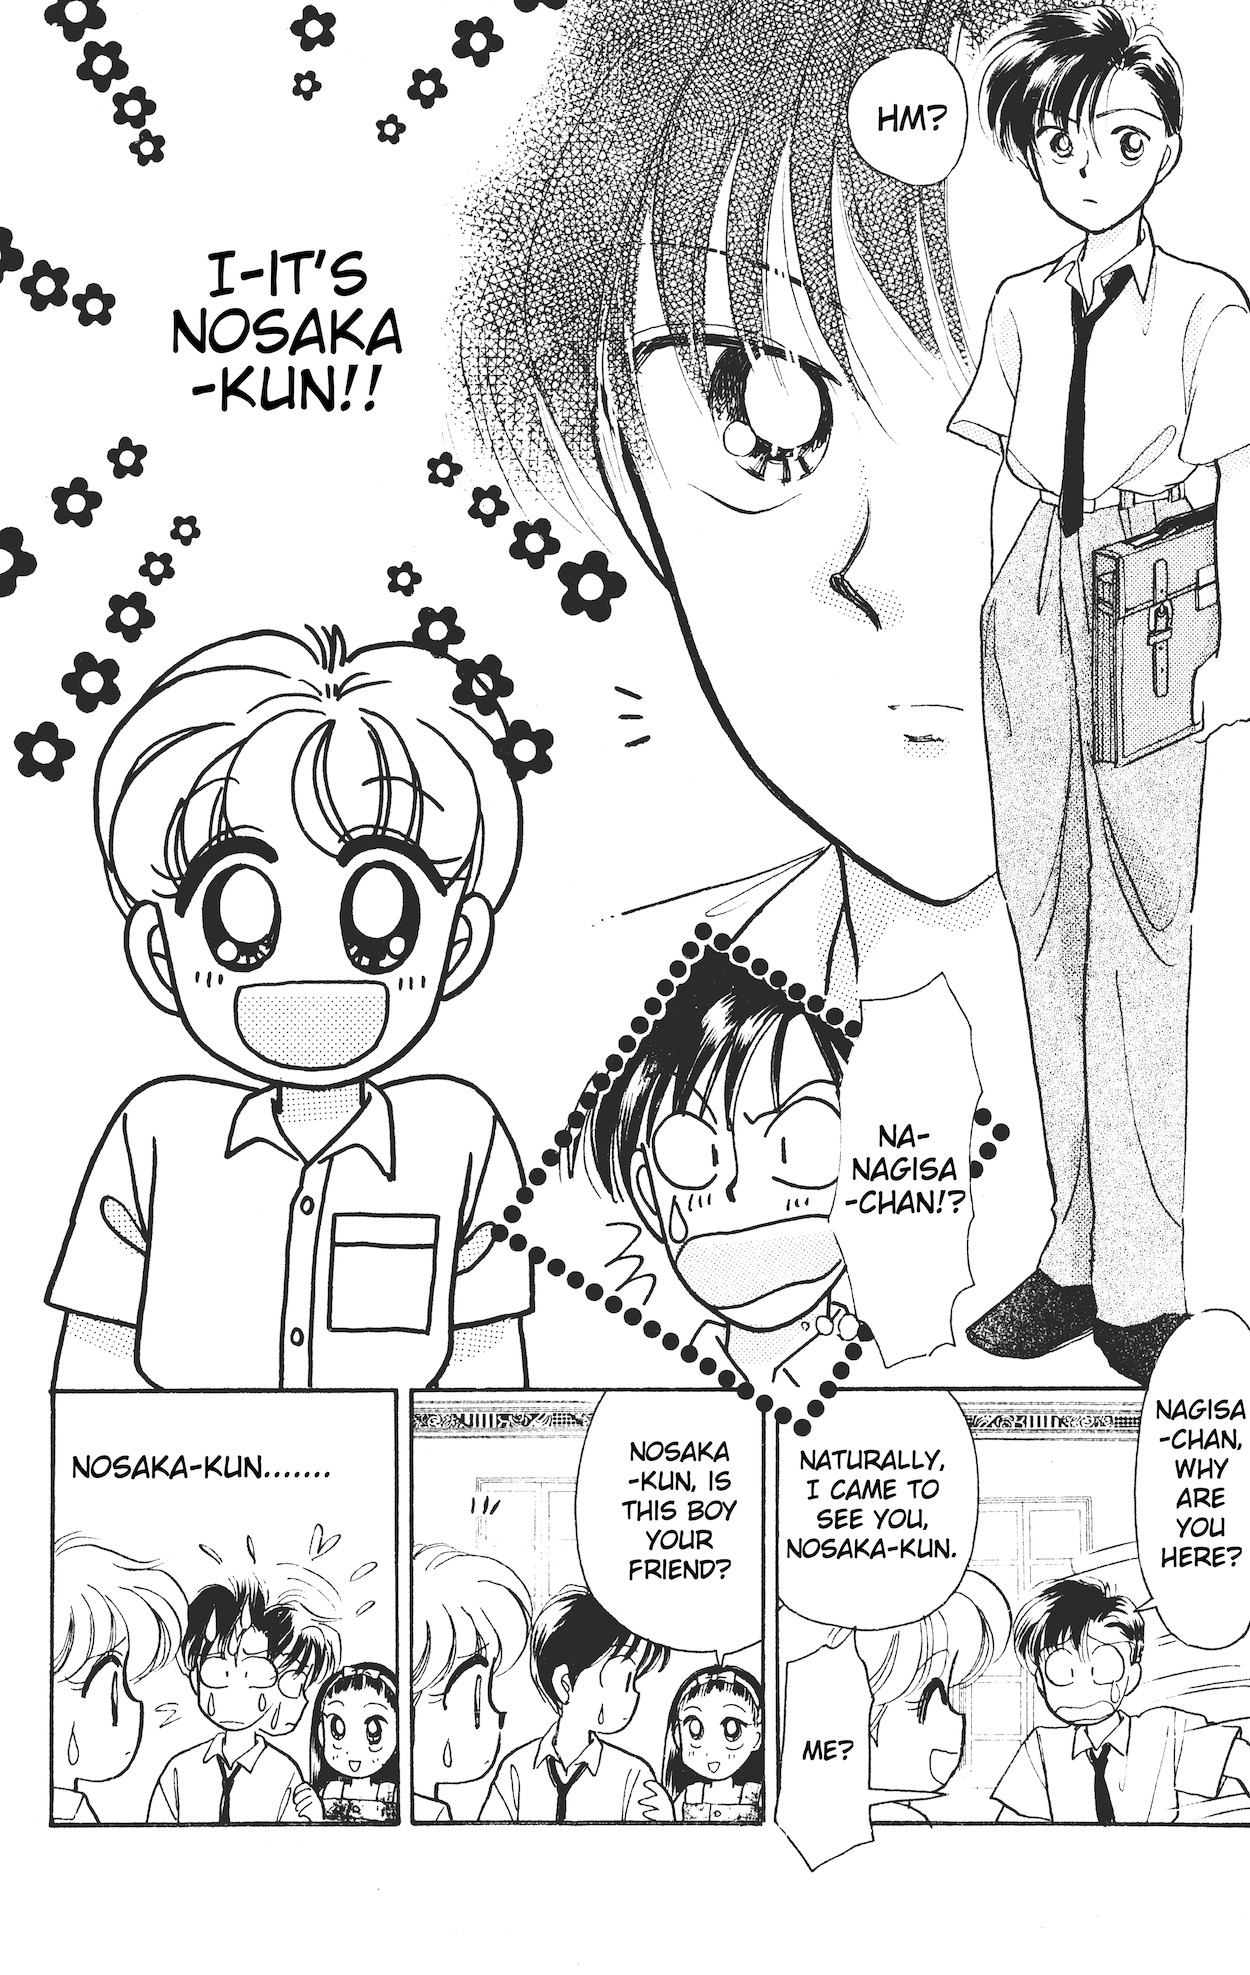 HM?
I-IT'S
NOSAKA
-KUN!!
NA-
NAGISA
-CHAN!?
NAGISA
-CHAN,
WHY
ARE
YOU
HERE?
NATURALLY,
I CAME TO
SEE YOU,
NOSAKA-KUN.
ME?
NOSAKA
-KUN, IS
THIS BOY
YOUR
FRIEND?
NOSAKA-KUN.......